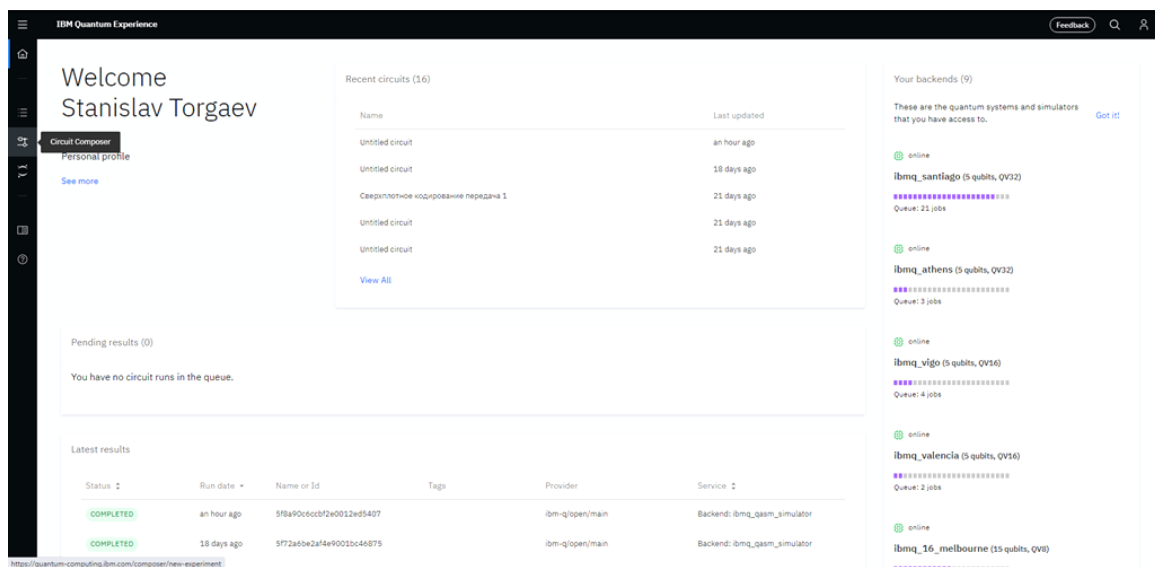 IBM Quantum Experience
Feedback
Welcome
Stanislav Torgaev
Circuit Composer
Personal profile
See more
Recent circuits (16)
Name Last updated
Untitled circuit an hour ago
Untitled circuit 18 days ago
Сверхплотное кодирование передача 1 21 days ago
Untitled circuit 21 days ago
Untitled circuit 21 days ago
View All
Pending results (0)
You have no circuit runs in the queue.
Latest results
Status Run date Name or Id Tags Provider Service
COMPLETED an hour ago 5f8a90c6ccbf2e0012ed5407 ibm-q/open/main Backend: ibmq_qasm_simulator
COMPLETED 18 days ago 5f72a6be2af4e9001bc46875 ibm-q/open/main Backend: ibmq_qasm_simulator
Your backends (9)
These are the quantum systems and simulators
that you have access to.
Got it!
online
ibmq_santiago (5 qubits, QV32)
Queue: 21 jobs
online
ibmq_athens (5 qubits, QV32)
Queue: 3 jobs
online
ibmq_vigo (5 qubits, QV16)
Queue: 4 jobs
online
ibmq_valencia (5 qubits, QV16)
Queue: 2 jobs
online
ibmq_16_melbourne (15 qubits, QV8)
https://quantum-computing.ibm.com/composer/new-experiment